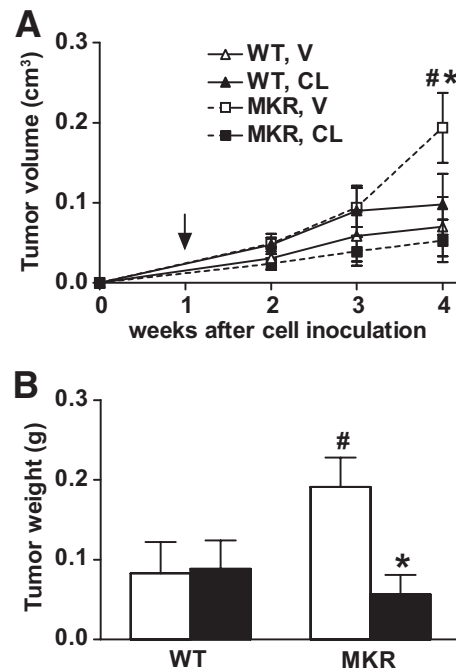 A
Tumor volume (cm³)
0.3
0.2
0.1
0.0
WT, V
WT, CL
MKR, V
MKR, CL
#*
0 1 2 3 4
weeks after cell inoculation
B
Tumor weight (g)
0.3
0.2
0.1
0.0
#
*
WT MKR